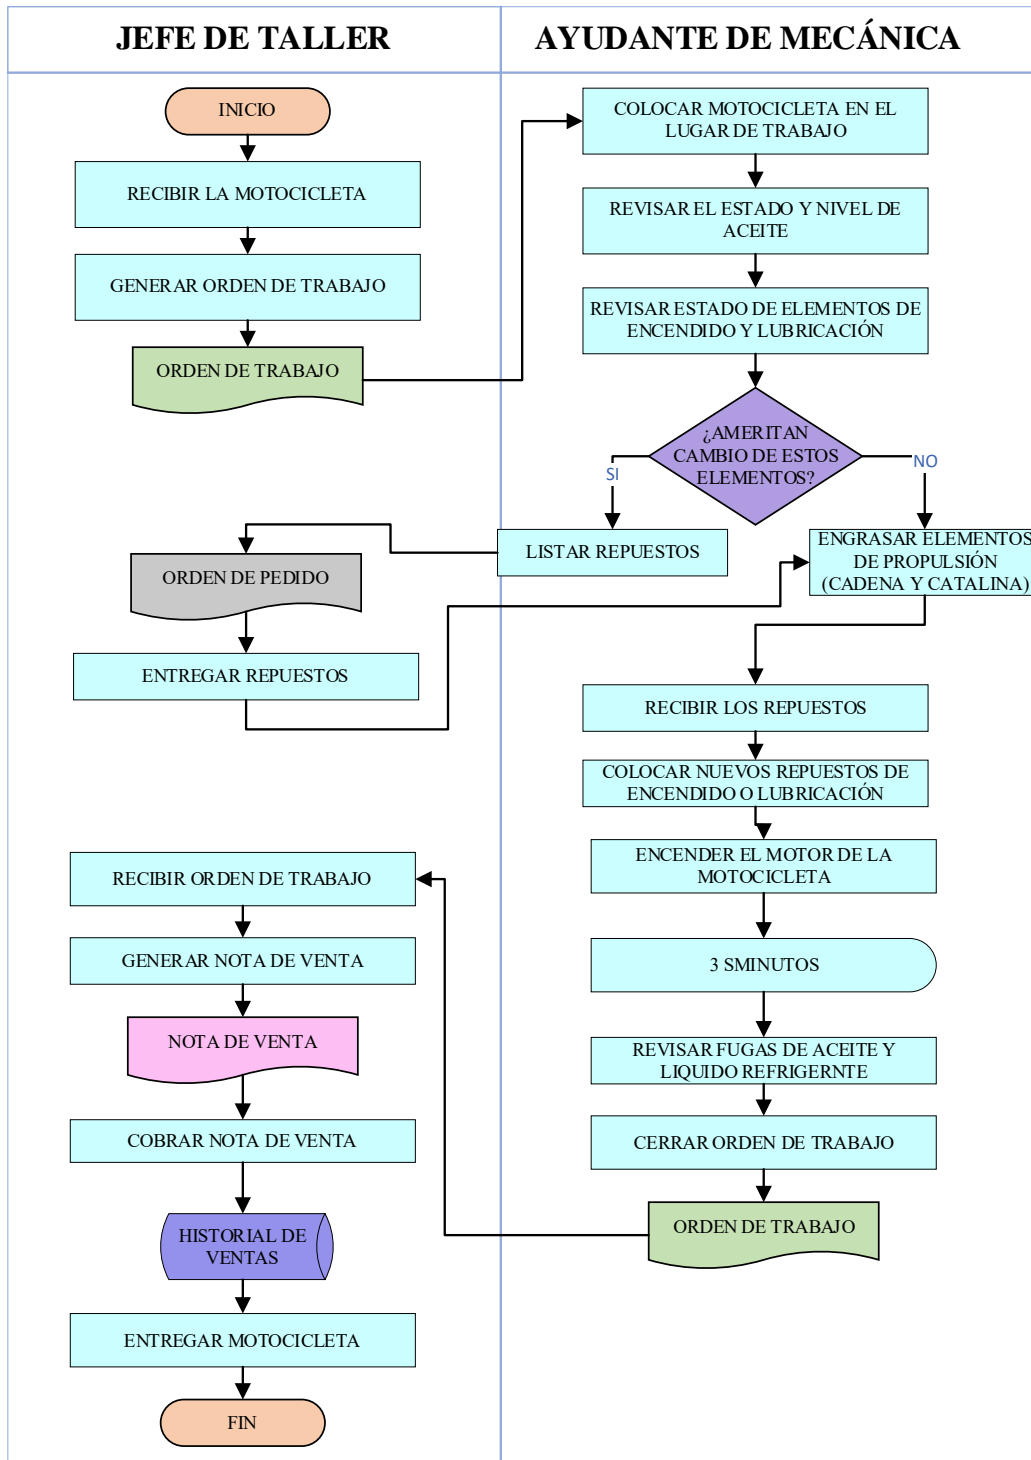 JEFE DE TALLER
AYUDANTE DE MECÁNICA
INICIO
RECIBIR LA MOTOCICLETA
GENERAR ORDEN DE TRABAJO
ORDEN DE TRABAJO
COLOCAR MOTOCICLETA EN EL
LUGAR DE TRABAJO
REVISAR EL ESTADO Y NIVEL DE
ACEITE
REVISAR ESTADO DE ELEMENTOS DE
ENCENDIDO Y LUBRICACIÓN
¿AMERITAN
CAMBIO DE ESTOS
ELEMENTOS?
SI
NO
LISTAR REPUESTOS
ENGRASAR ELEMENTOS
DE PROPULSIÓN
(CADENA Y CATALINA)
ORDEN DE PEDIDO
ENTREGAR REPUESTOS
RECIBIR LOS REPUESTOS
COLOCAR NUEVOS REPUESTOS DE
ENCENDIDO O LUBRICACIÓN
ENCENDER EL MOTOR DE LA
MOTOCICLETA
3 SMINUTOS
REVISAR FUGAS DE ACEITE Y
LIQUIDO REFRIGERNTE
CERRAR ORDEN DE TRABAJO
ORDEN DE TRABAJO
RECIBIR ORDEN DE TRABAJO
GENERAR NOTA DE VENTA
NOTA DE VENTA
COBRAR NOTA DE VENTA
HISTORIAL DE
VENTAS
ENTREGAR MOTOCICLETA
FIN